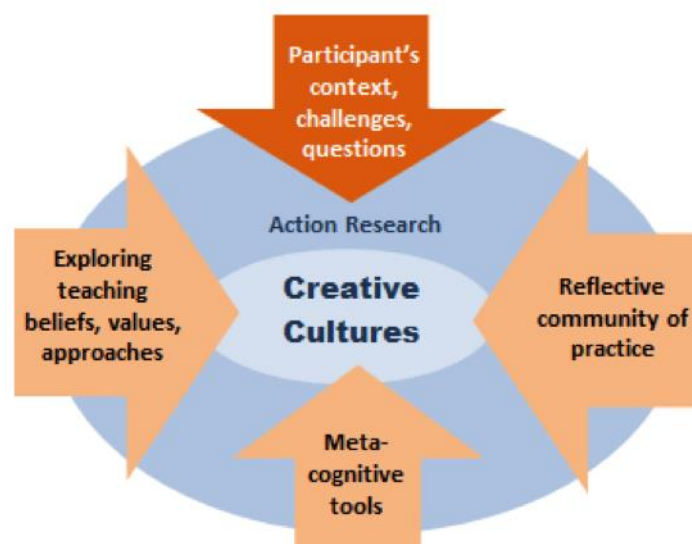 Participant's
context,
challenges,
questions
Action Research
Exploring
teaching
beliefs, values,
approaches
Creative
Cultures
Reflective
community of
practice
Meta-
cognitive
tools